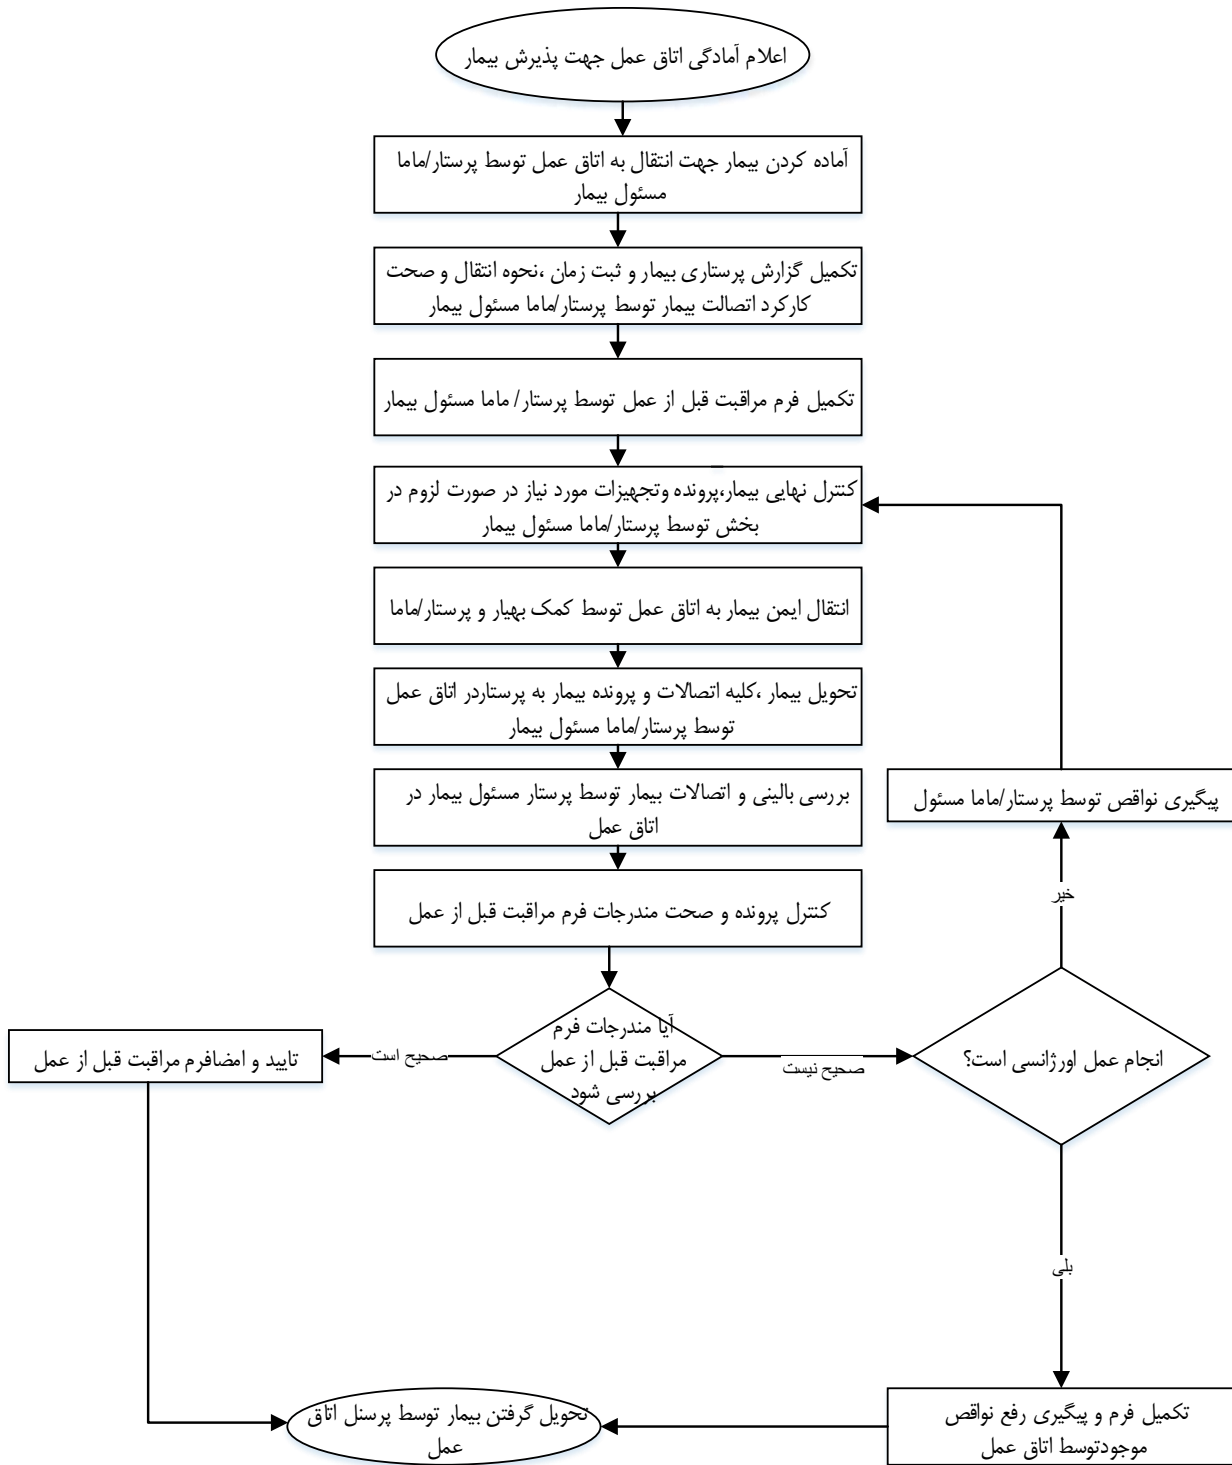 اعلام آمادگی اتاق عمل جهت پذیرش بیمار
آماده کردن بیمار جهت انتقال به اتاق عمل توسط پرستار/ماما
مسئول بیمار
تکمیل گزارش پرستاری بیمار و ثبت زمان ،نحوه انتقال و صحت
کارکرد اتصالت بیمار توسط پرستار/ماما مسئول بیمار
تکمیل فرم مراقبت قبل از عمل توسط پرستار/ ماما مسئول بیمار
کنترل نهایی بیمار،پرونده وتجهیزات مورد نیاز در صورت لزوم در
بخش توسط پرستار/ماما مسئول بیمار
انتقال ایمن بیمار به اتاق عمل توسط کمک بهیار و پرستار/ماما
تحویل بیمار ،کلیه اتصالات و پرونده بیمار به پرستاردر اتاق عمل
توسط پرستار/ماما مسئول بیمار
بررسی بالینی و اتصالات بیمار توسط پرستار مسئول بیمار در
اتاق عمل
پیگیری نواقص توسط پرستار/ماما مسئول
کنترل پرونده و صحت مندرجات فرم مراقبت قبل از عمل
خیر
آیا مندرجات فرم
مراقبت قبل از عمل
بررسی شود
انجام عمل اورژانسی است؟
صحیح نیست
صحیح است
تایید و امضافرم مراقبت قبل از عمل
بلی
تکمیل فرم و پیگیری رفع نواقص
موجودتوسط اتاق عمل
تحویل گرفتن بیمار توسط پرسنل اتاق
عمل